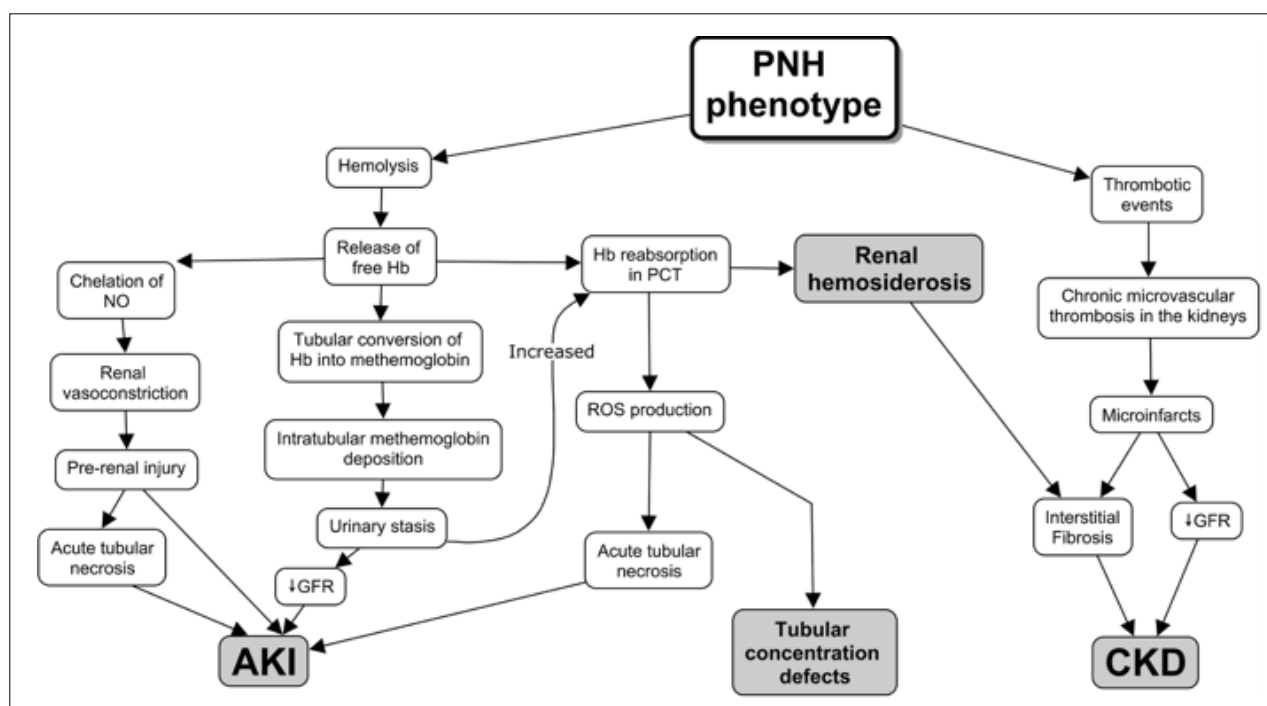 PNH
phenotype
Hemolysis
Thrombotic
events
Release of
free Hb
Hb reabsorption
in PCT
Renal
hemosiderosis
Chelation of
NO
Chronic microvascular
thrombosis in the kidneys
Tubular conversion of
Hb into methemoglobin
Increased
Renal
vasoconstriction
ROS production
Microinfarcts
Intratubular methemoglobin
deposition
Pre-renal injury
Urinary stasis
Interstitial
Fibrosis
↓GFR
Acute tubular
necrosis
Acute tubular
necrosis
↓GFR
AKI
Tubular
concentration
defects
CKD